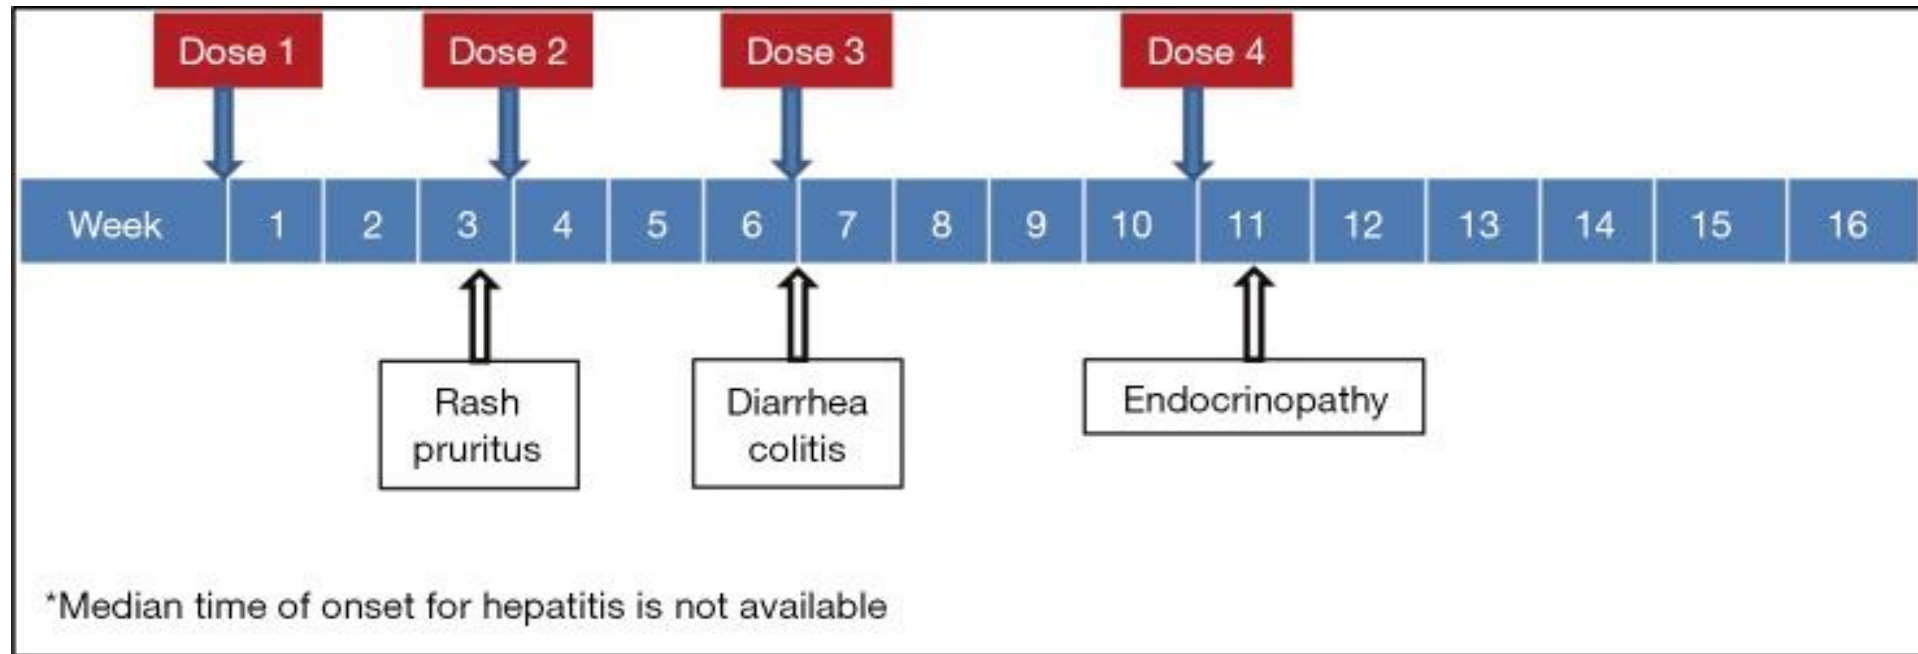 Dose 1 Dose 2 Dose 3 Dose 4
Week 1 2 3 4 5 6 7 8 9 10 11 12 13 14 15 16
Rash
pruritus
Diarrhea
colitis
Endocrinopathy
*Median time of onset for hepatitis is not available